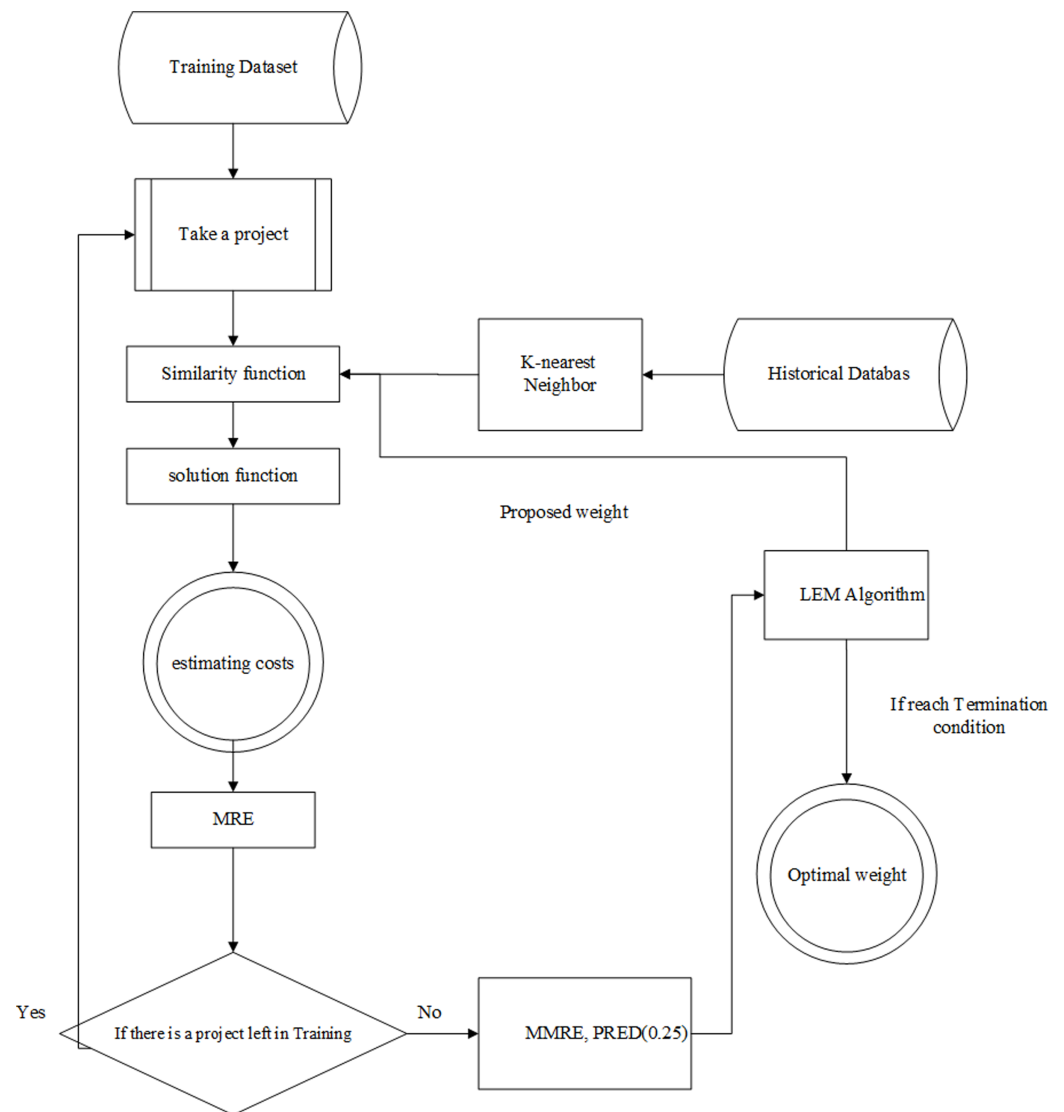 Training Dataset
Take a project
Similarity function
K-nearest
Neighbor
Historical Databas
solution function
Proposed weight
LEM Algorithm
estimating costs
If reach Termination
condition
MRE
Optimal weight
Yes
If there is a project left in Training
No
MMRE, PRED(0.25)